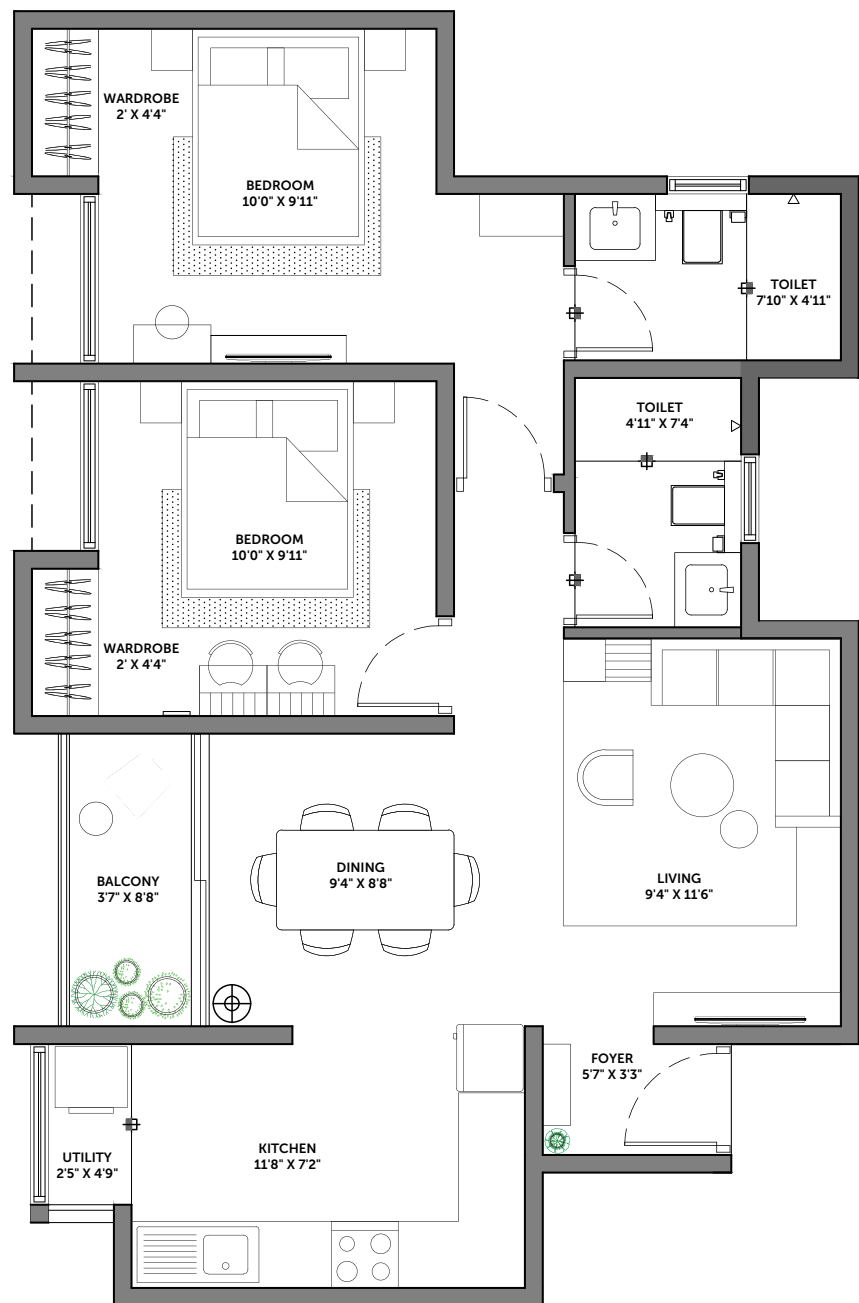 WARDROBE
2' X 4'4"
BEDROOM
10'0" X 9'11"
TOILET
7'10" X 4'11"
TOILET
4'11" X 7'4"
BEDROOM
10'0" X 9'11"
WARDROBE
2' X 4'4"
BALCONY
3'7" X 8'8"
DINING
9'4" X 8'8"
LIVING
9'4" X 11'6"
FOYER
5'7" X 3'3"
UTILITY
2'5" X 4'9"
KITCHEN
11'8" X 7'2"